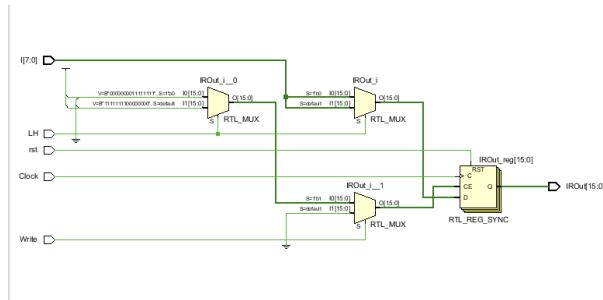 I[7:0]
IROut_i__0
IROut_i
V=B"0000000011111111", S=1'b0 I0[15:0]
V=B"1111111100000000", S=default I1[15:0]
O[15:0]
S
RTL_MUX
S=1'b0 I0[15:0]
S=default I1[15:0]
O[15:0]
S
RTL_MUX
LH
rst
Clock
Write
IROut_reg[15:0]
RST
C
CE
D
Q
RTL_REG_SYNC
IROut[15:0
IROut_i__1
S=1'b1 I0[15:0]
S=default I1[15:0]
O[15:0]
S
RTL_MUX